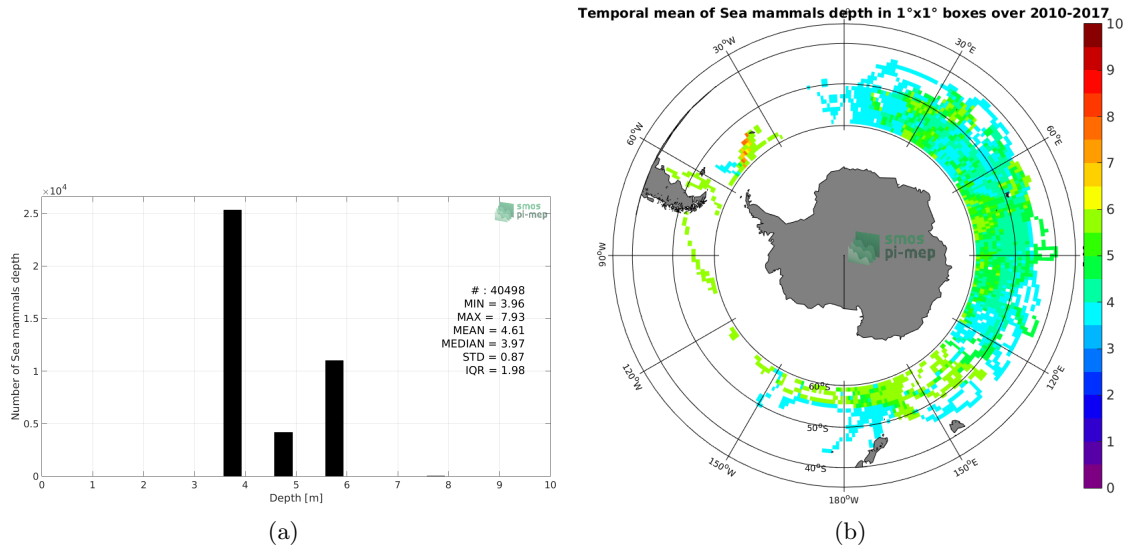 ×10⁴
2.5
2
1.5
1
0.5
0
Number of Sea mammals depth
0 1 2 3 4 5 6 7 8 9 10
Depth [m]
smos
pi-mep
# : 40498
MIN = 3.96
MAX = 7.93
MEAN = 4.61
MEDIAN = 3.97
STD = 0.87
IQR = 1.98
(a)
Temporal mean of Sea mammals depth in 1°x1° boxes over 2010-2017
30°W
30°E
60°W
60°E
90°W
120°W
120°E
150°W
150°E
180°W
60°S
50°S
40°S
smos
pi-mep
10
9
8
7
6
5
4
3
2
1
0
(b)